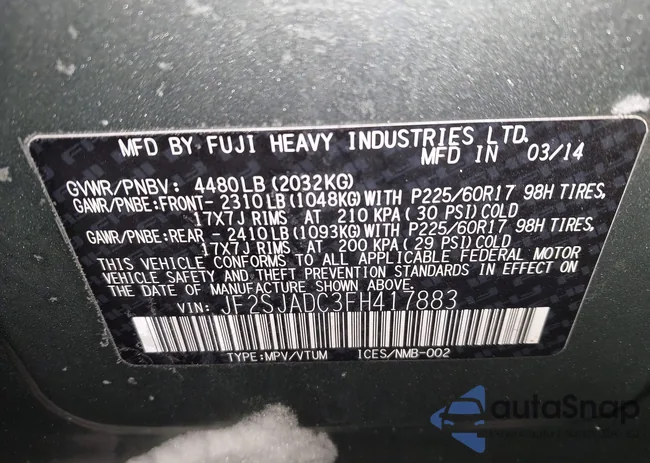 MFD BY FUJI HEAVY INDUSTRIES LTD.
MFD IN 03/14
GVWR/PNBV: 4480LB(2032KG)
GAWR/PNBE:FRONT- 2310LB(1048KG)WITH P225/60R17 98H TIRES,
17X7J RIMS AT 210 KPA(30 PSI)COLD
GAWR/PNBE:REAR - 2410LB(1093KG)WITH P225/60R17 98H TIRES,
17X7J RIMS AT 200 KPA(29 PSI)COLD
THIS VEHICLE CONFORMS TO ALL APPLICABLE FEDERAL MOTOR
VEHICLE SAFETY AND THEFT PREVENTION STANDARDS IN EFFECT
ON THE DATE OF MANUFACTURE SHOWN ABOVE.
VIN: JF2SJADC3FH417883
TYPE:MPV/VTUM ICES/NMB-002
autoSnap